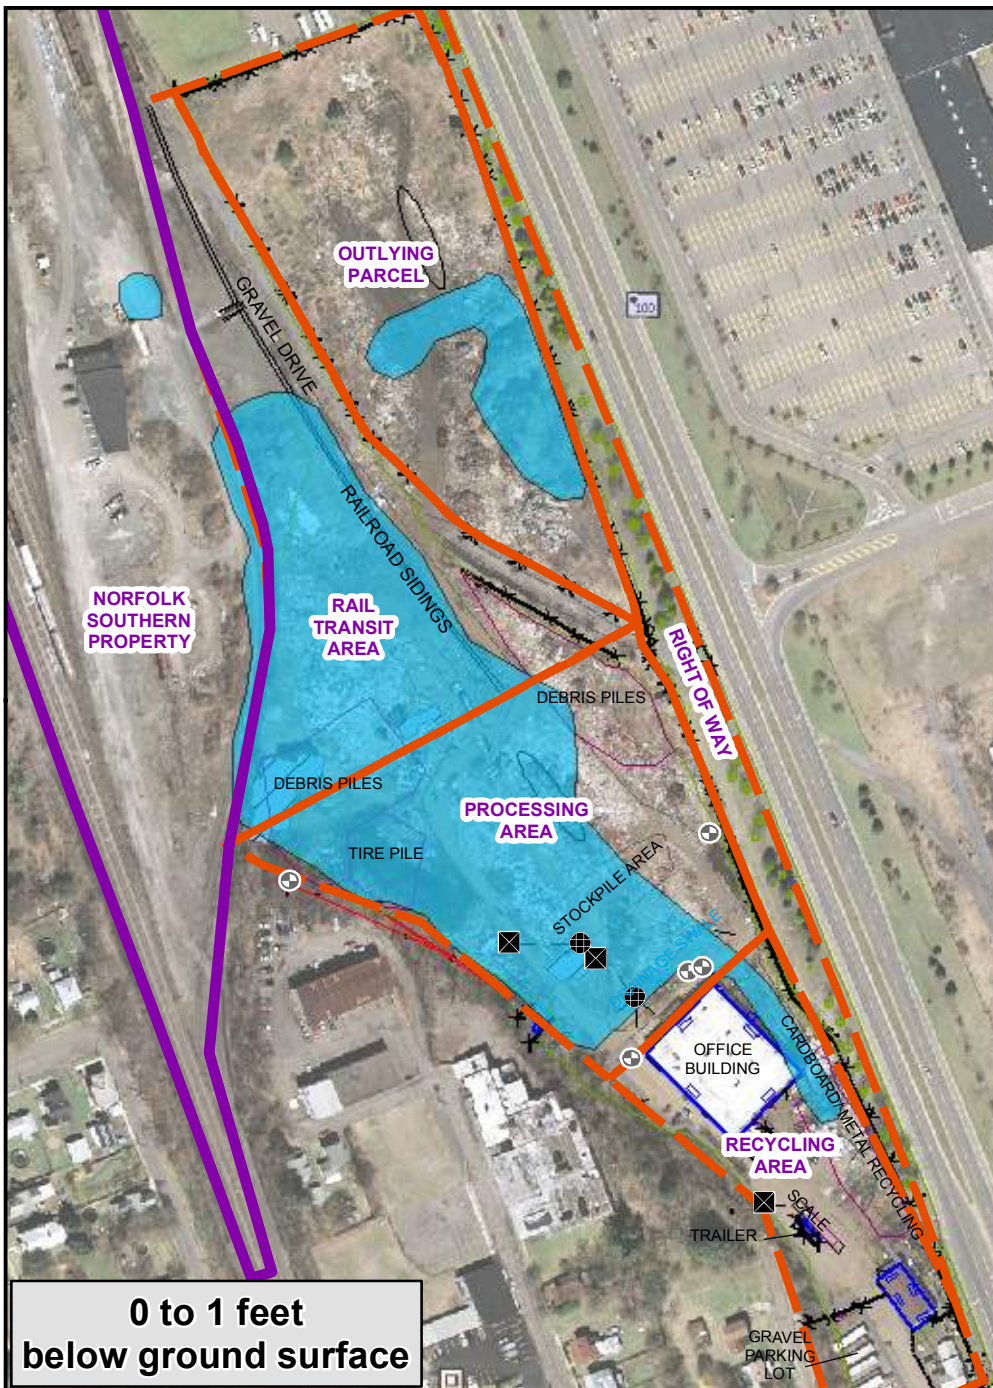 OUTLYING
PARCEL
100
GRAVEL DRIVE
RAILROAD SIDINGS
NORFOLK
SOUTHERN
PROPERTY
RAIL
TRANSIT
AREA
RIGHT OF WAY
DEBRIS PILES
DEBRIS PILES
PROCESSING
AREA
TIRE PILE
STOCKPILE AREA
DRAINAGE SWALE
OFFICE
BUILDING
CARDBOARD/METAL RECYCLING
RECYCLING
AREA
SCALE
TRAILER
GRAVEL
PARKING
LOT
0 to 1 feet
below ground surface